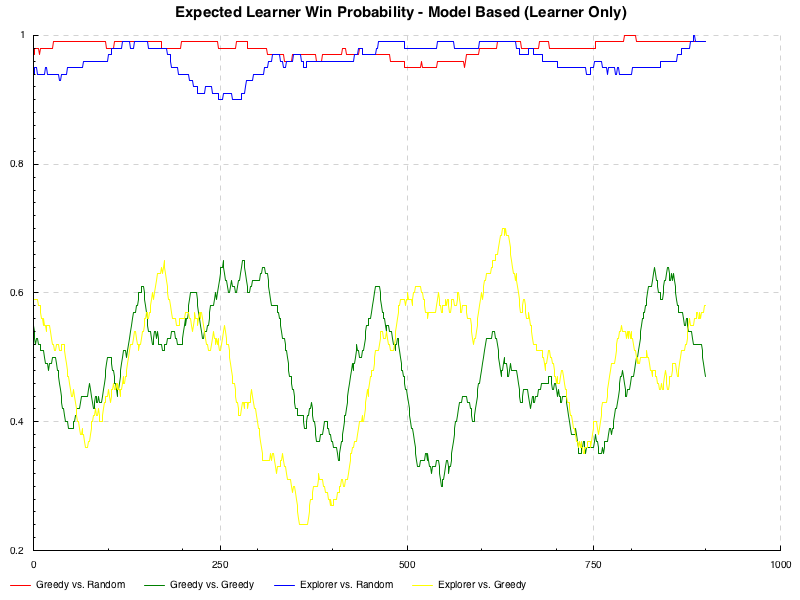 Expected Learner Win Probability - Model Based (Learner Only)
1
0.8
0.6
0.4
0.2
0 250 500 750 1000
Greedy vs. Random Greedy vs. Greedy Explorer vs. Random Explorer vs. Greedy